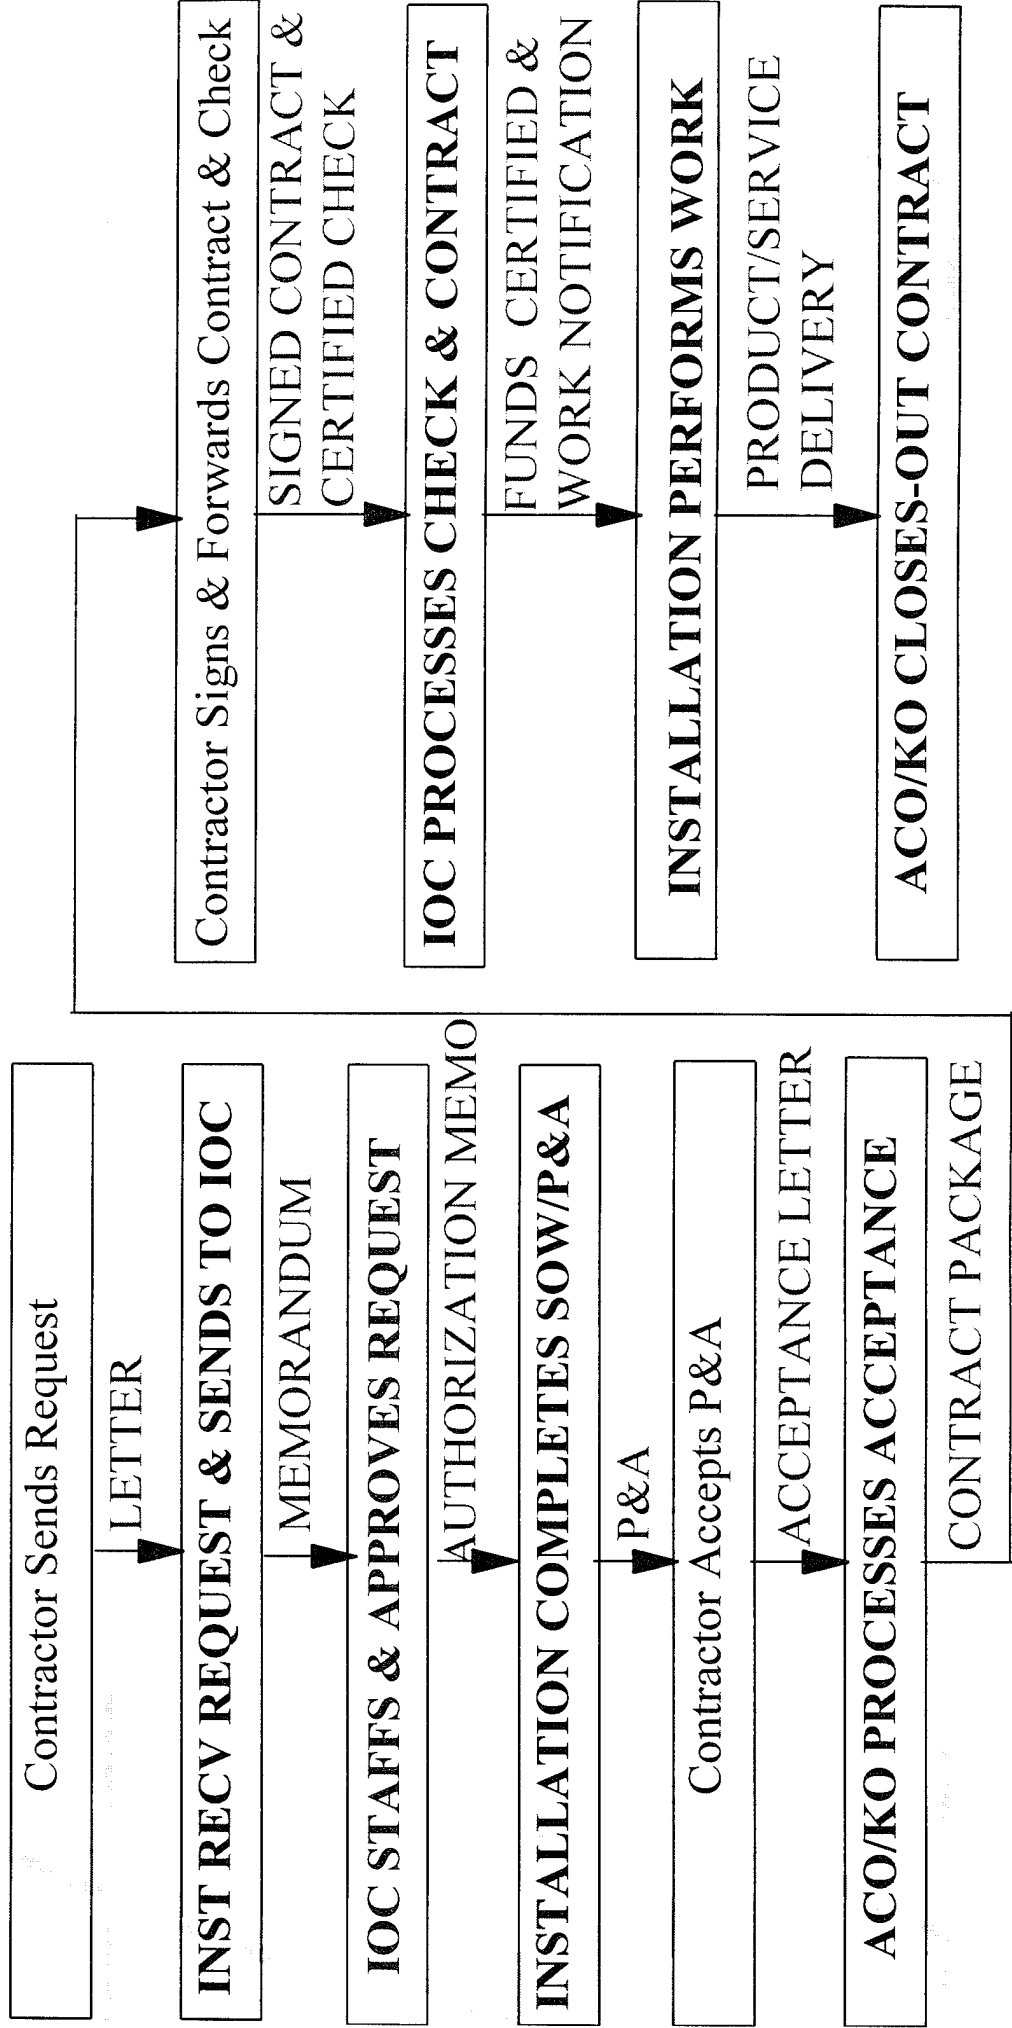 Contractor Sends Request
LETTER
INST RECV REQUEST & SENDS TO IOC
MEMORANDUM
IOC STAFFS & APPROVES REQUEST
AUTHORIZATION MEMO
INSTALLATION COMPLETES SOW/P&A
P&A
Contractor Accepts P&A
ACCEPTANCE LETTER
ACO/KO PROCESSES ACCEPTANCE
CONTRACT PACKAGE
Contractor Signs & Forwards Contract & Check
SIGNED CONTRACT &
CERTIFIED CHECK
IOC PROCESSES CHECK & CONTRACT
FUNDS CERTIFIED &
WORK NOTIFICATION
INSTALLATION PERFORMS WORK
PRODUCT/SERVICE
DELIVERY
ACO/KO CLOSES-OUT CONTRACT